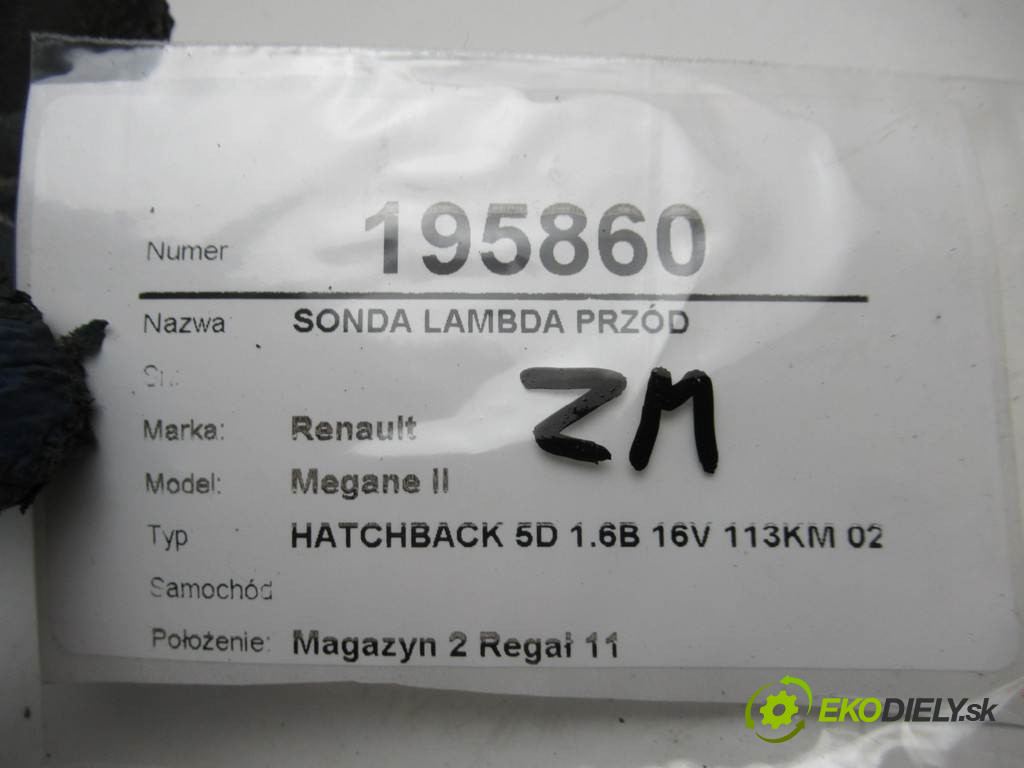 Numer 195860
Nazwa SONDA LAMBDA PRZÓD
ZM
Marka: Renault
Model: Megane II
Typ HATCHBACK 5D 1.6B 16V 113KM 02
Samochód
Położenie: Magazyn 2 Regał 11
EKODIELY.sk